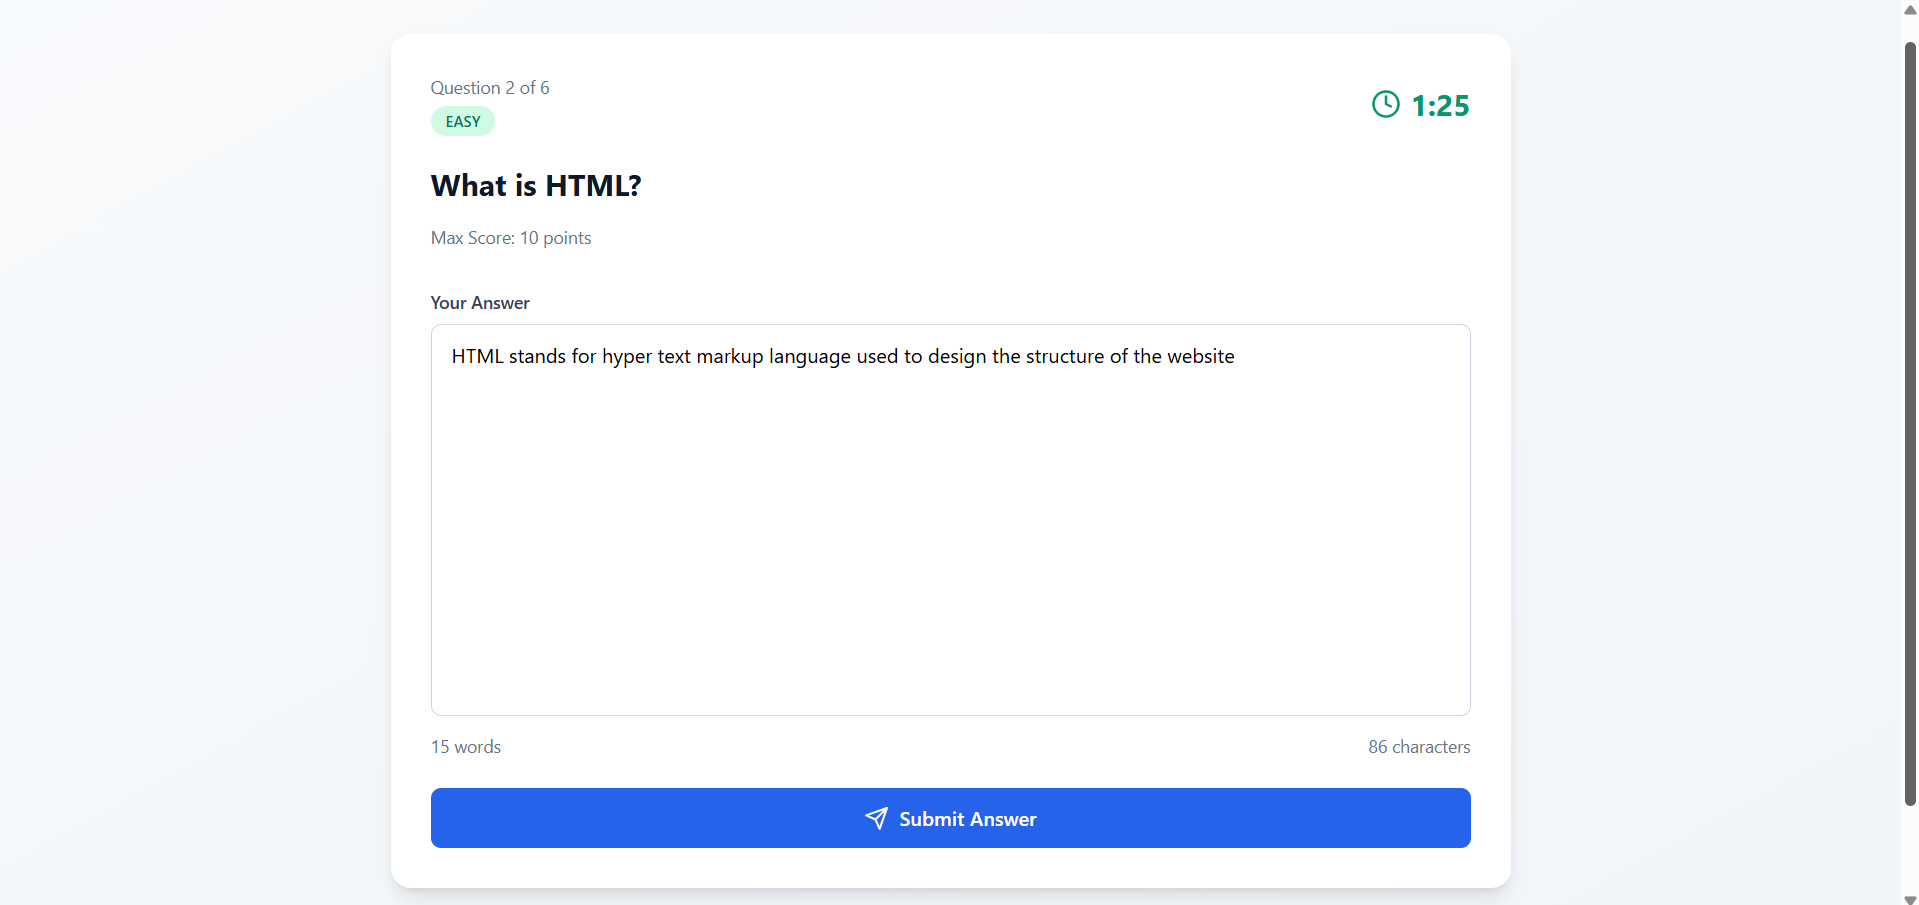 Question 2 of 6
EASY
1:25
What is HTML?
Max Score: 10 points
Your Answer
HTML stands for hyper text markup language used to design the structure of the website
15 words
86 characters
Submit Answer